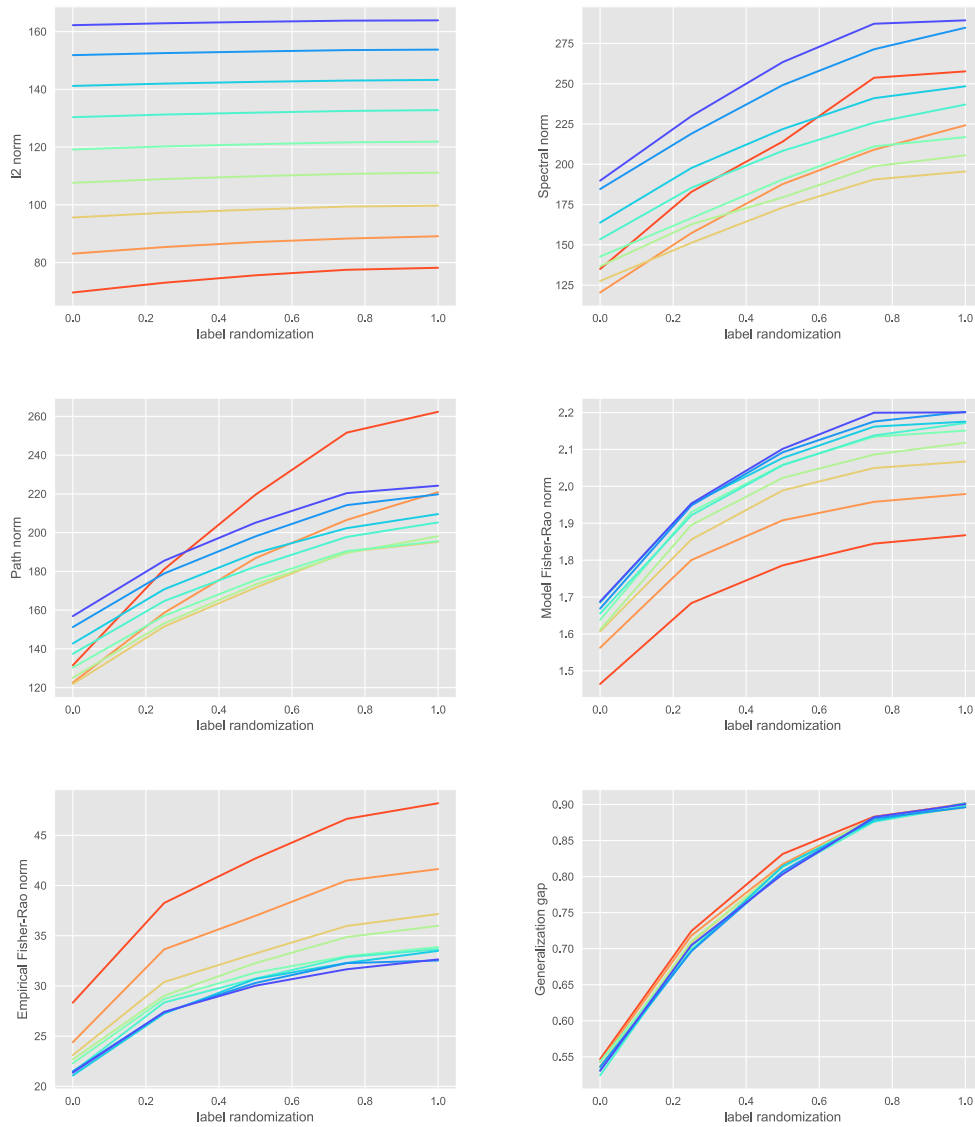 160
140
120
100
80
l2 norm
0.0 0.2 0.4 0.6 0.8 1.0
label randomization
275
250
225
200
175
150
125
Spectral norm
0.0 0.2 0.4 0.6 0.8 1.0
label randomization
260
240
220
200
180
160
140
120
Path norm
0.0 0.2 0.4 0.6 0.8 1.0
label randomization
2.2
2.1
2.0
1.9
1.8
1.7
1.6
1.5
Model Fisher-Rao norm
0.0 0.2 0.4 0.6 0.8 1.0
label randomization
45
40
35
30
25
20
Empirical Fisher-Rao norm
0.0 0.2 0.4 0.6 0.8 1.0
label randomization
0.90
0.85
0.80
0.75
0.70
0.65
0.60
0.55
Generalization gap
0.0 0.2 0.4 0.6 0.8 1.0
label randomization